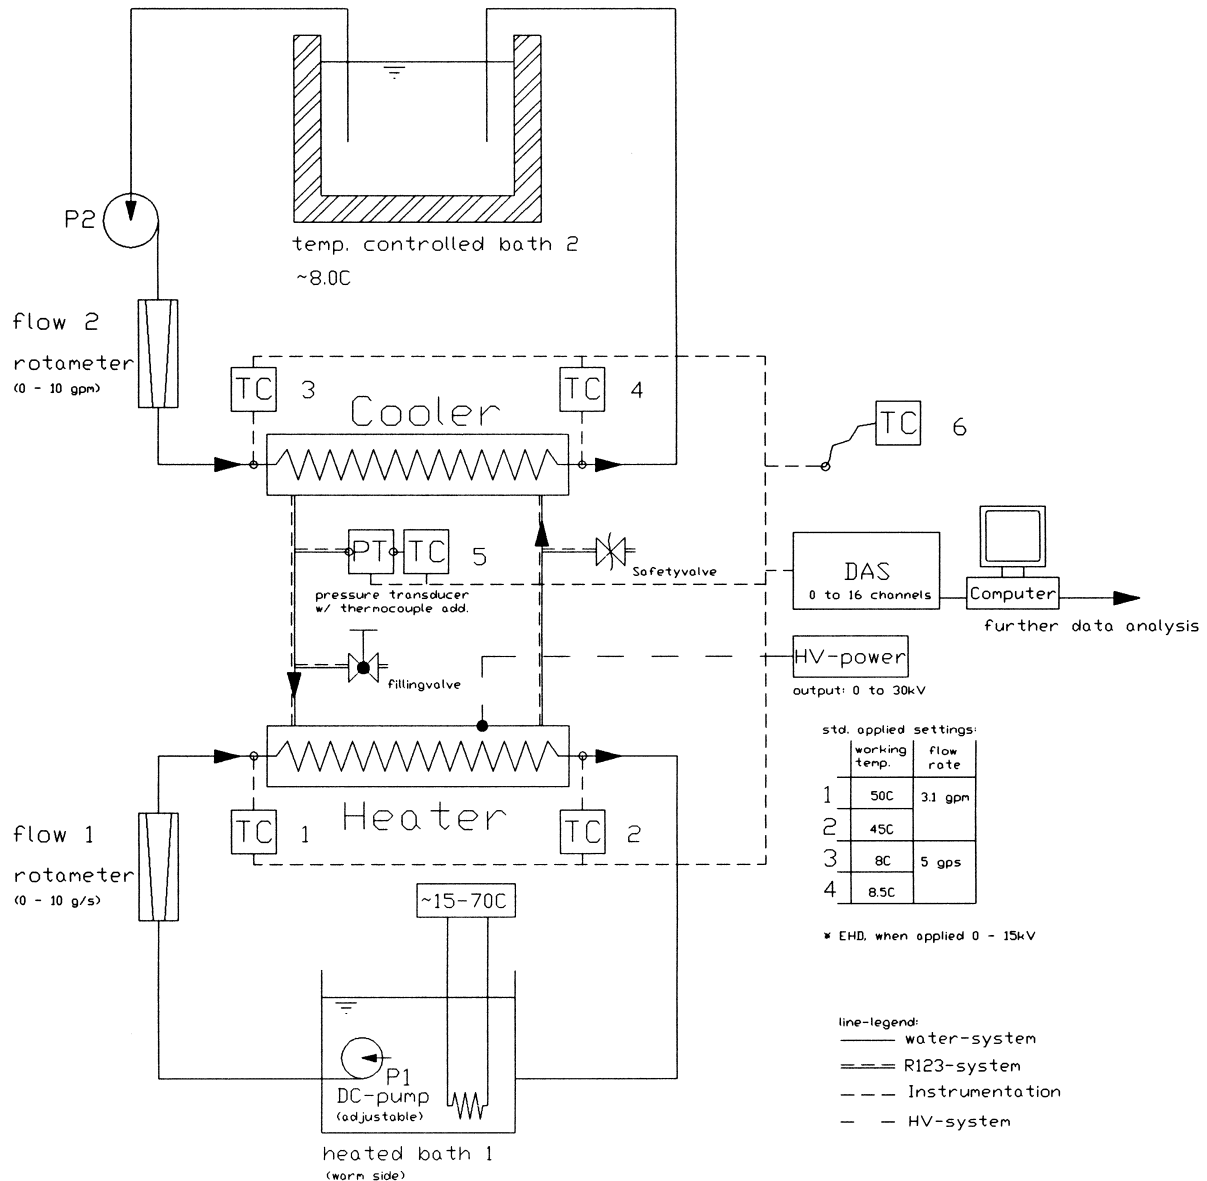 P2
temp. controlled bath 2
~8.0C
flow 2
rotameter
(0 - 10 gpm)
TC 3
TC 4
Cooler
TC 6
PT TC 5
pressure transducer
w/ thermocouple add.
Safetyvalve
DAS
0 to 16 channels
Computer
further data analysis
HV-power
output: 0 to 30kV
fillingvalve
std. applied settings:
working flow
temp. rate
1 50C 3.1 gpm
2 45C
3 8C 5 gps
4 8.5C
* EHD, when applied 0 - 15kV
Heater
TC 1
TC 2
flow 1
rotameter
(0 - 10 g/s)
~15-70C
P1
DC-pump
(adjustable)
heated bath 1
(warm side)
line-legend:
water-system
R123-system
Instrumentation
HV-system